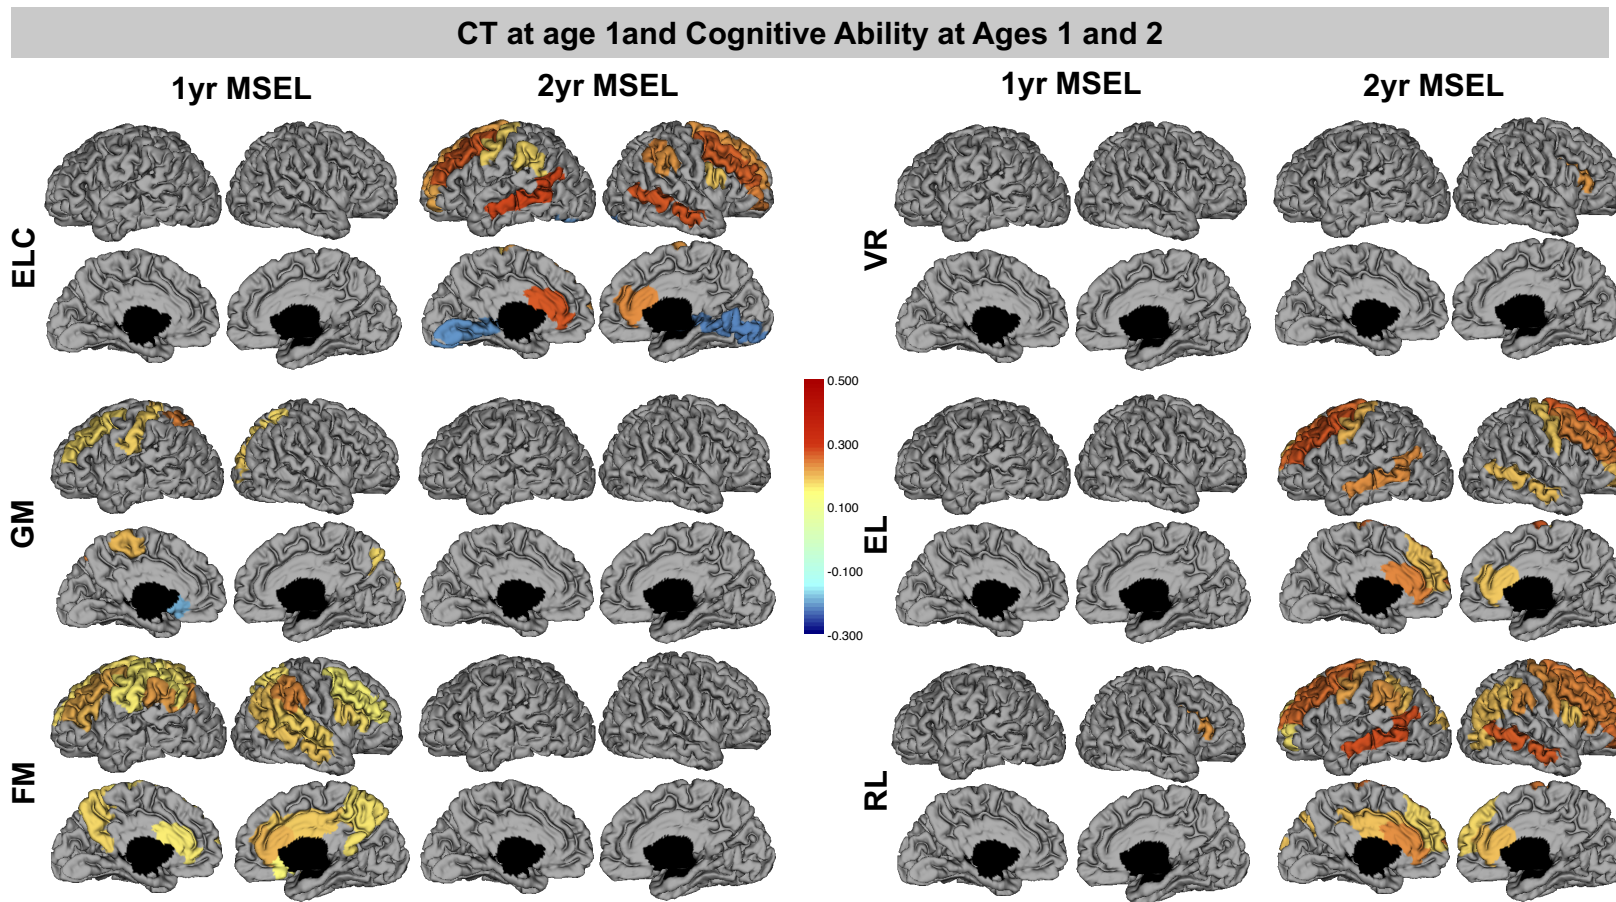 CT at age 1and Cognitive Ability at Ages 1 and 2
1yr MSEL
2yr MSEL
1yr MSEL
2yr MSEL
ELC
VR
0.500
0.300
0.100
-0.100
-0.300
GM
EL
FM
RL